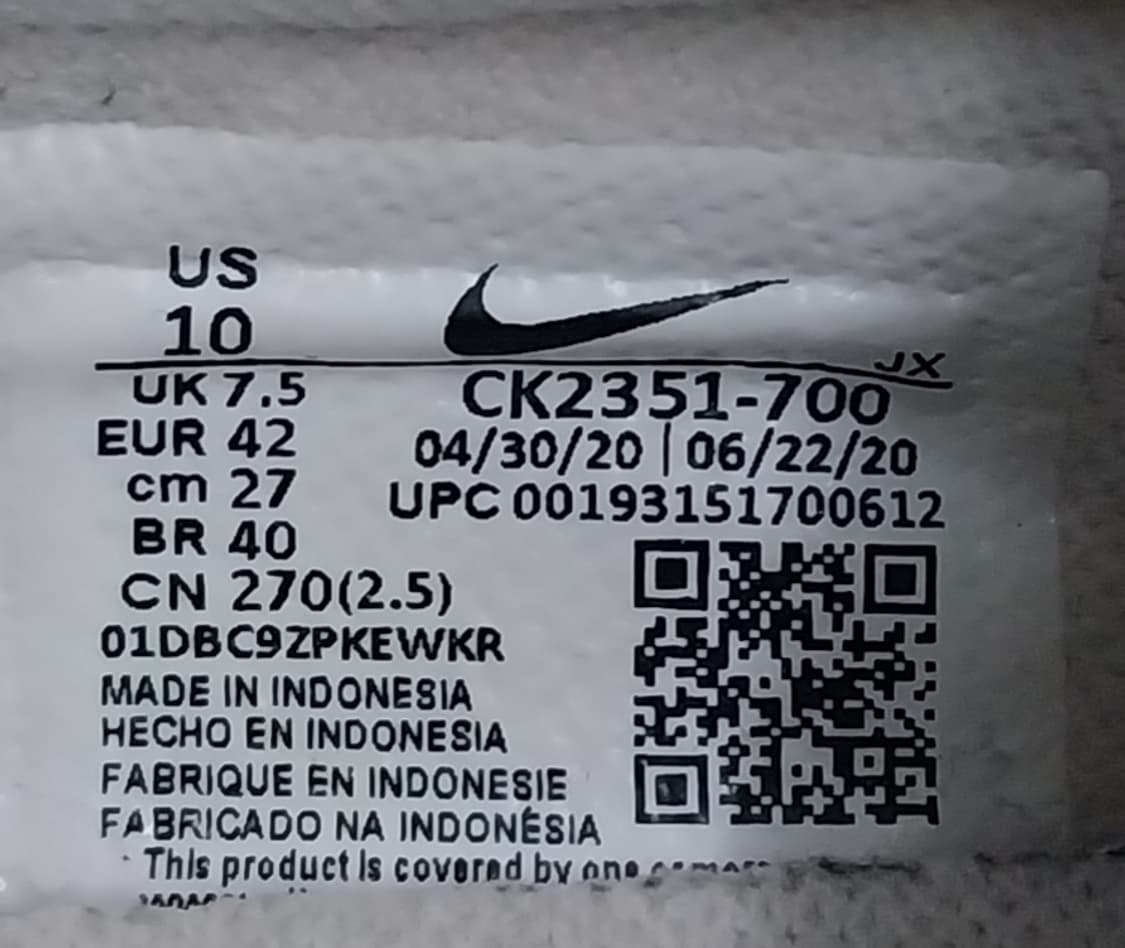 US
10
JX
UK 7.5
CK2351-700
EUR 42
04/30/20 | 06/22/20
cm 27
UPC 00193151700612
BR 40
CN 270(2.5)
01DBC9ZPKEWKR
MADE IN INDONESIA
HECHO EN INDONESIA
FABRIQUE EN INDONESIE
FABRICADO NA INDONÉSIA
This product is covered by one